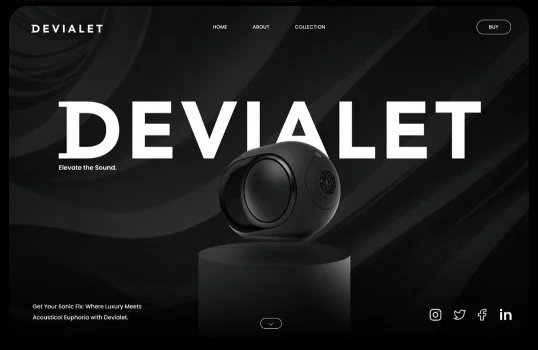 DEVIALET
HOME ABOUT COLLECTION
BUY
DEVIALET
Elevate the Sound.
Get Your Sonic Fix: Where Luxury Meets
Acoustical Euphoria with Devialet.
in